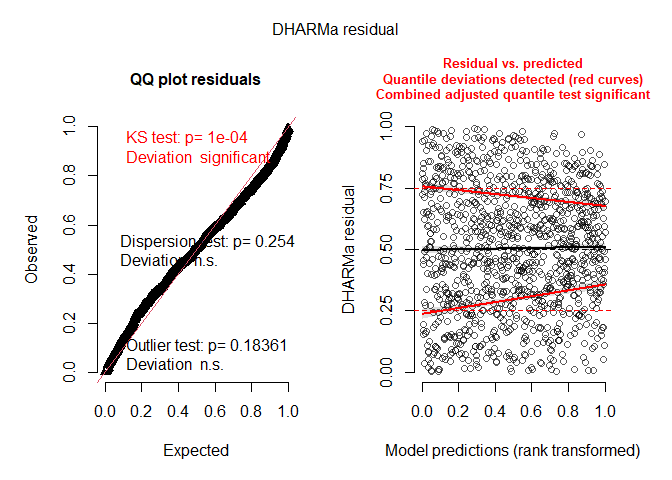 DHARMa residual
QQ plot residuals
KS test: p= 1e-04
Deviation significant
Dispersion test: p= 0.254
Deviation n.s.
Outlier test: p= 0.18361
Deviation n.s.
Observed
0.0 0.2 0.4 0.6 0.8 1.0
0.0 0.2 0.4 0.6 0.8 1.0
Expected
Residual vs. predicted
Quantile deviations detected (red curves)
Combined adjusted quantile test significant
DHARMa residual
0.00 0.25 0.50 0.75 1.00
0.0 0.2 0.4 0.6 0.8 1.0
Model predictions (rank transformed)